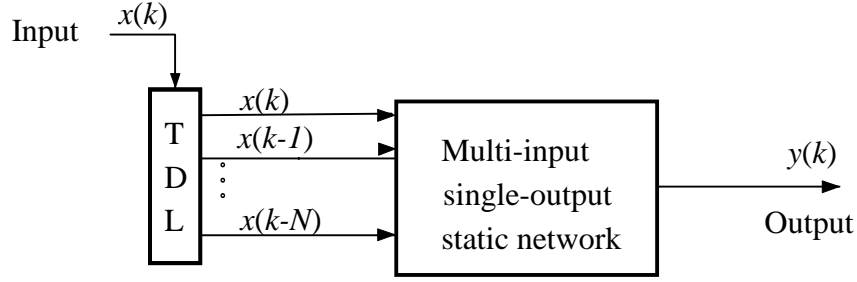 Input
x(k)
T
D
L
x(k)
x(k-1)
x(k-N)
Multi-input
single-output
static network
y(k)
Output